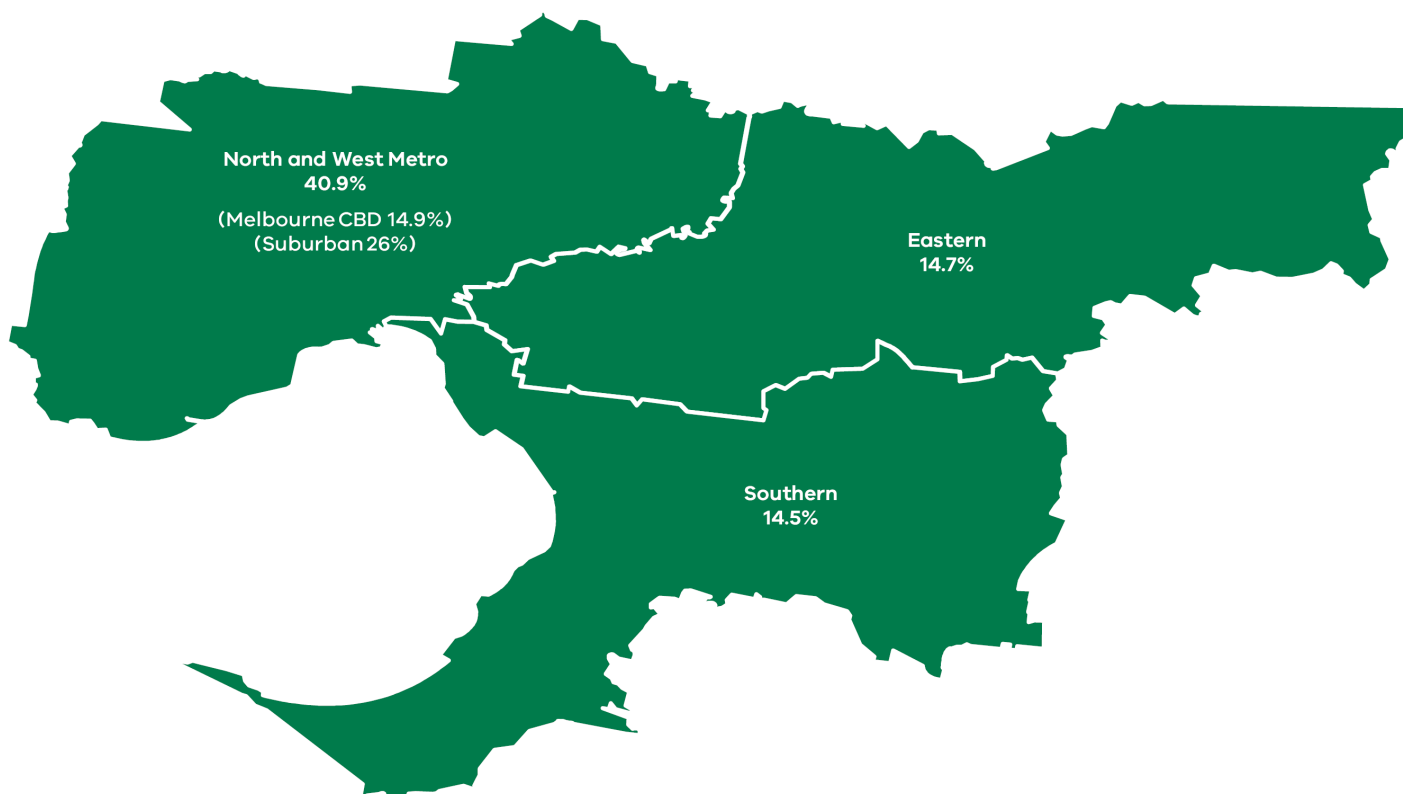 North and West Metro
40.9%
(Melbourne CBD 14.9%)
(Suburban 26%)
Eastern
14.7%
Southern
14.5%